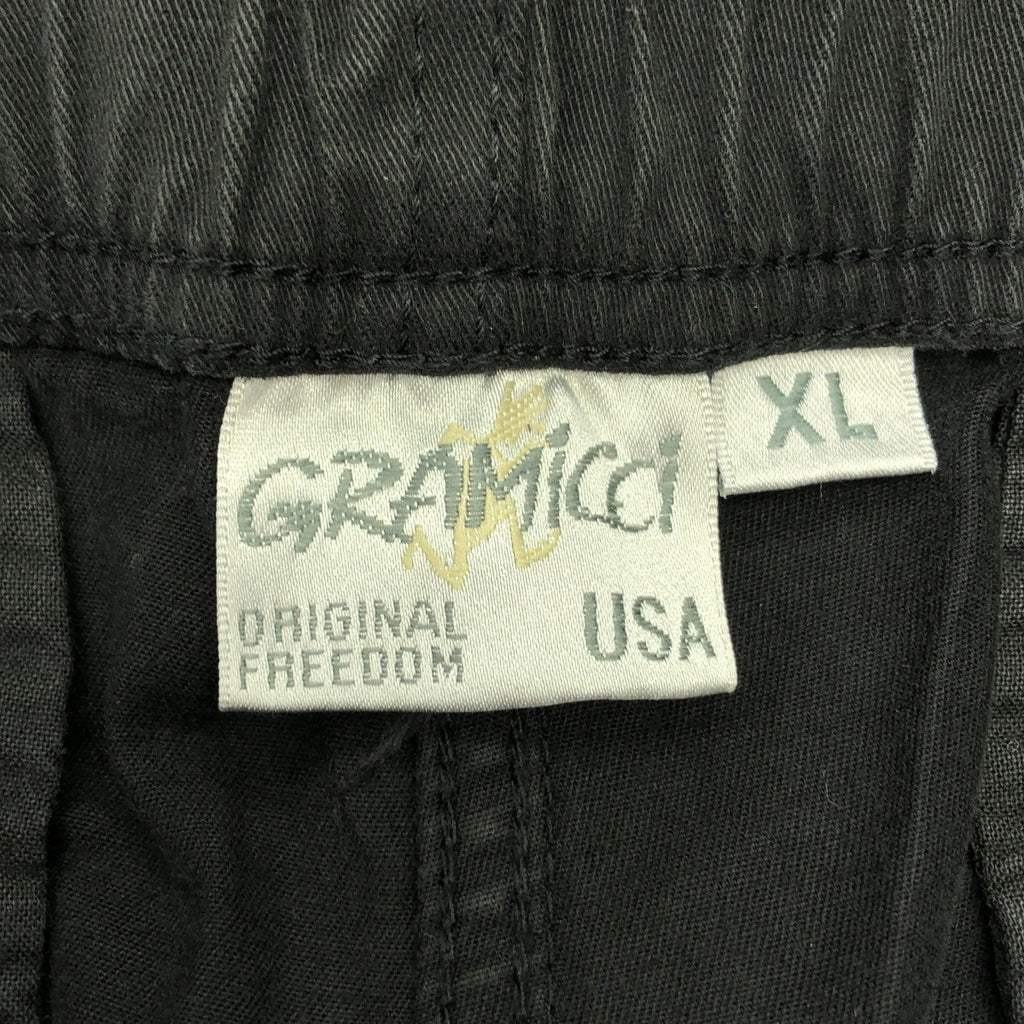 GRAMiCCi
XL
ORIGINAL
FREEDOM
USA